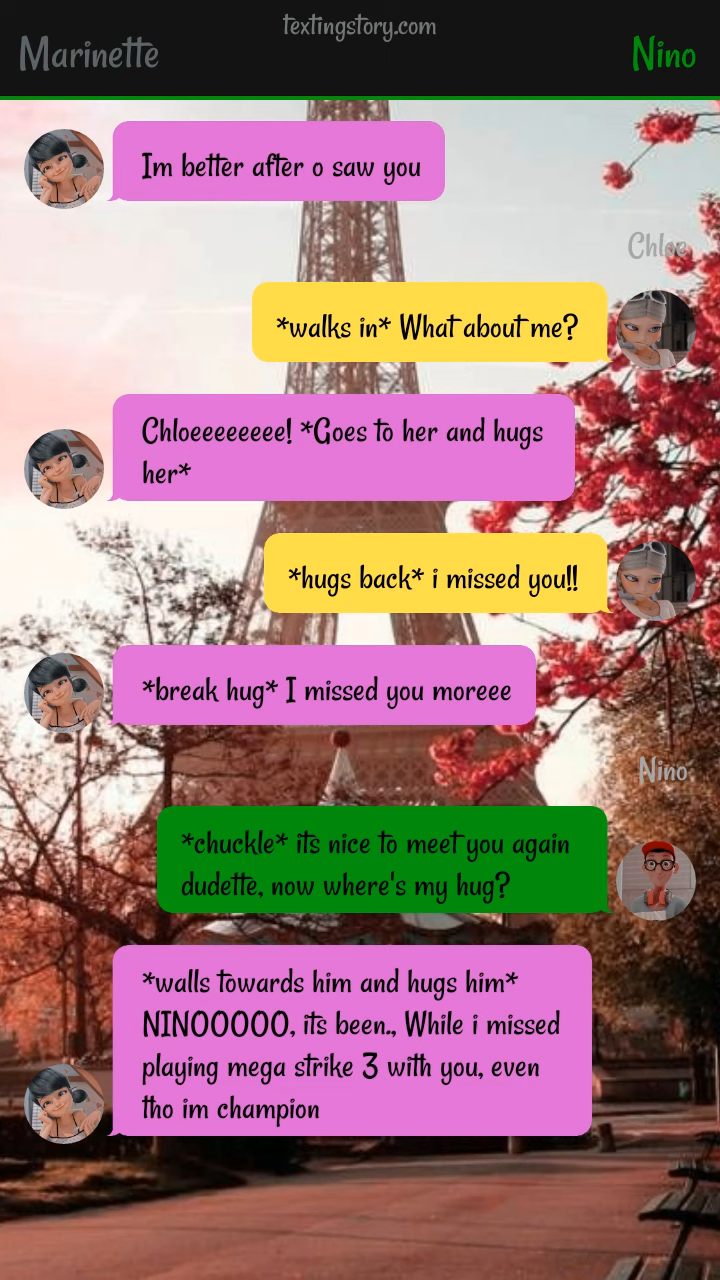 textingstory.com
Marinette
Nino
Im better after o saw you
Chloe
*walks in* What about me?
Chloeeeeeeee! *Goes to her and hugs
her*
*hugs back* i missed you!!
*break hug* I missed you moreee
Nino
*chuckle* its nice to meet you again
dudette, now where's my hug?
*walls towards him and hugs him*
NINOOOOO, its been., While i missed
playing mega strike 3 with you, even
tho im champion